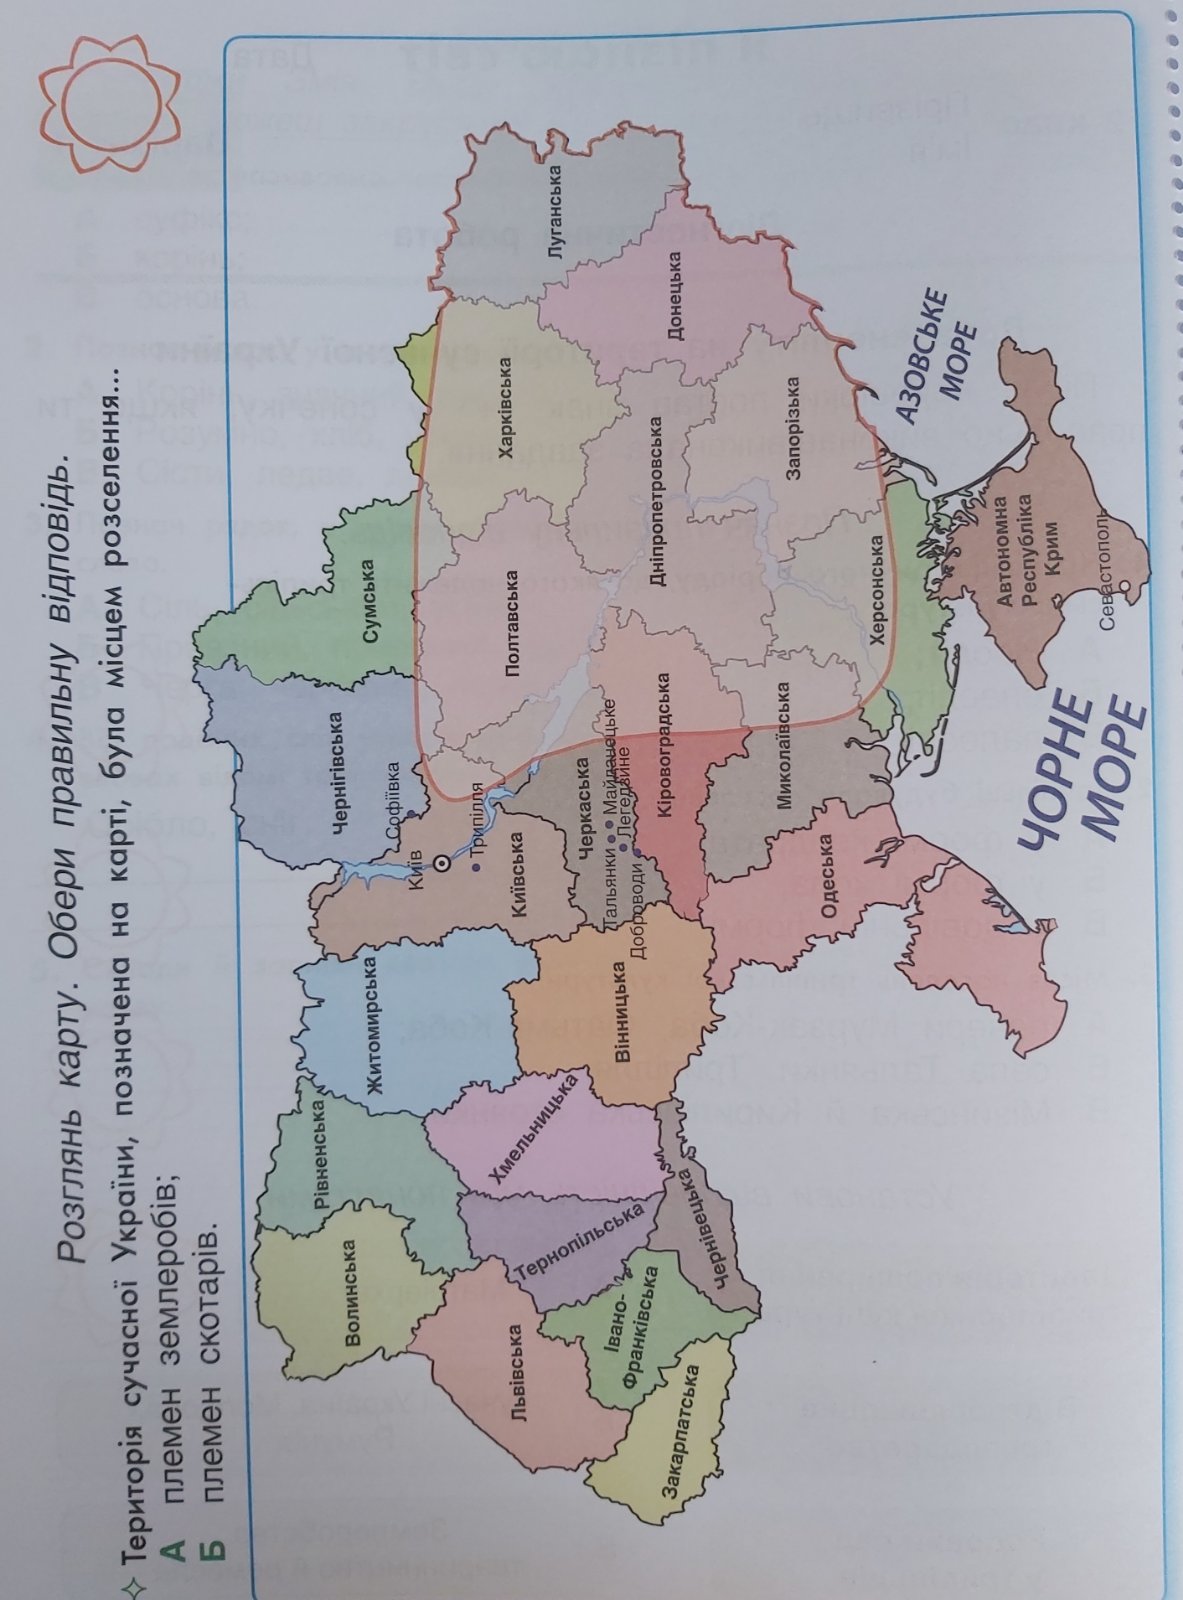 Розглянь карту. Обери правильну відповідь.
✧ Територія сучасної України, позначена на карті, була місцем розселення...
А племен землеробів;
Б племен скотарів.
Волинська
Рівненська
Житомирська
Чернігівська
Сумська
Київ
Софіївка
Трипілля
Київська
Львівська
Тернопільська
Хмельницька
Вінницька
Черкаська
Полтавська
Харківська
Луганська
Івано-
Франківська
Закарпатська
Чернівецька
Тальянки
Майданецьке
Легедзине
Доброводи
Кіровоградська
Дніпропетровська
Донецька
Одеська
Миколаївська
Запорізька
Херсонська
АЗОВСЬКЕ
МОРЕ
Автономна
Республіка
Крим
Севастополь
ЧОРНЕ
МОРЕ